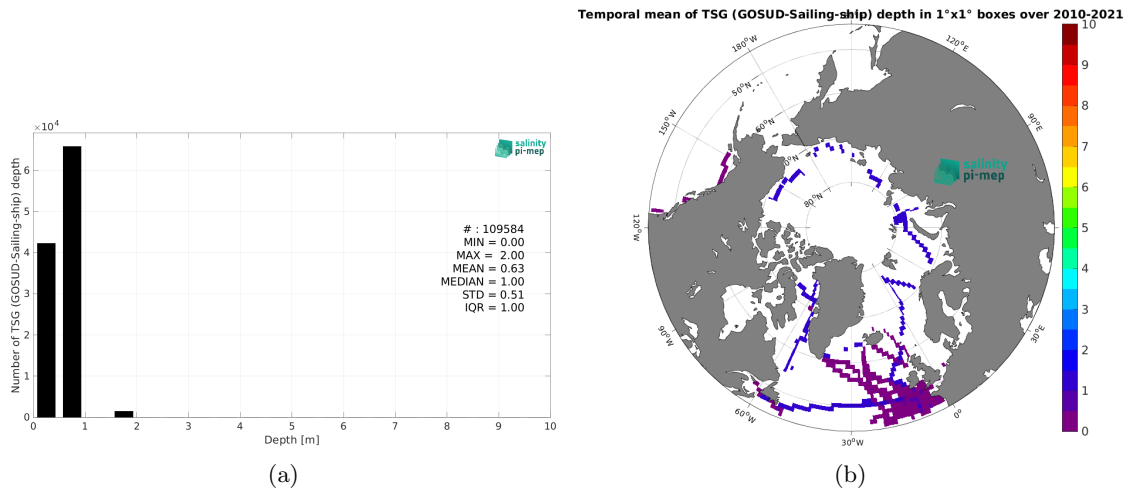 Temporal mean of TSG (GOSUD-Sailing-ship) depth in 1°x1° boxes over 2010-2021
×10⁴
Number of TSG (GOSUD-Sailing-ship) depth
6
5
4
3
2
1
0
salinity
pi-mep
# : 109584
MIN = 0.00
MAX = 2.00
MEAN = 0.63
MEDIAN = 1.00
STD = 0.51
IQR = 1.00
0 1 2 3 4 5 6 7 8 9 10
Depth [m]
(a)
180°W
120°E
150°W
50°N
60°N
80°N
90°E
120°W
salinity
pi-mep
90°W
30°E
60°W
0°
30°W
10
9
8
7
6
5
4
3
2
1
0
(b)